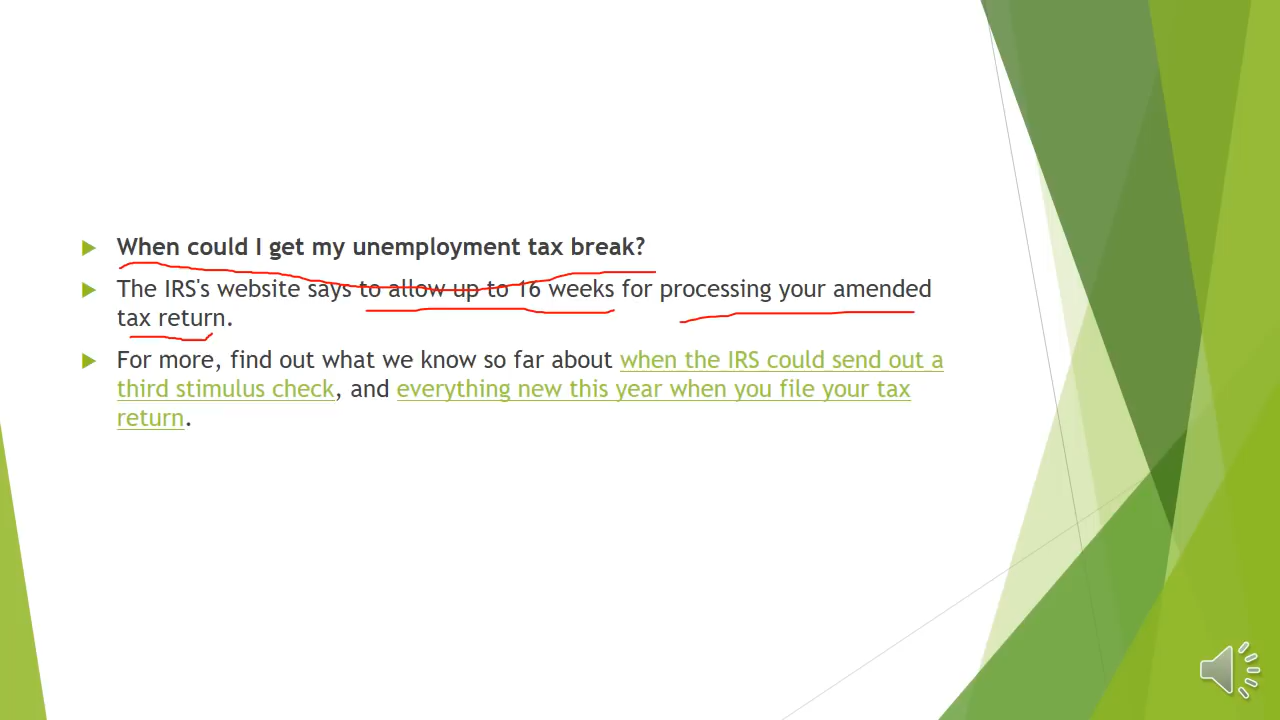 When could I get my unemployment tax break?
The IRS's website says to allow up to 16 weeks for processing your amended
tax return.
For more, find out what we know so far about when the IRS could send out a
third stimulus check, and everything new this year when you file your tax
return.